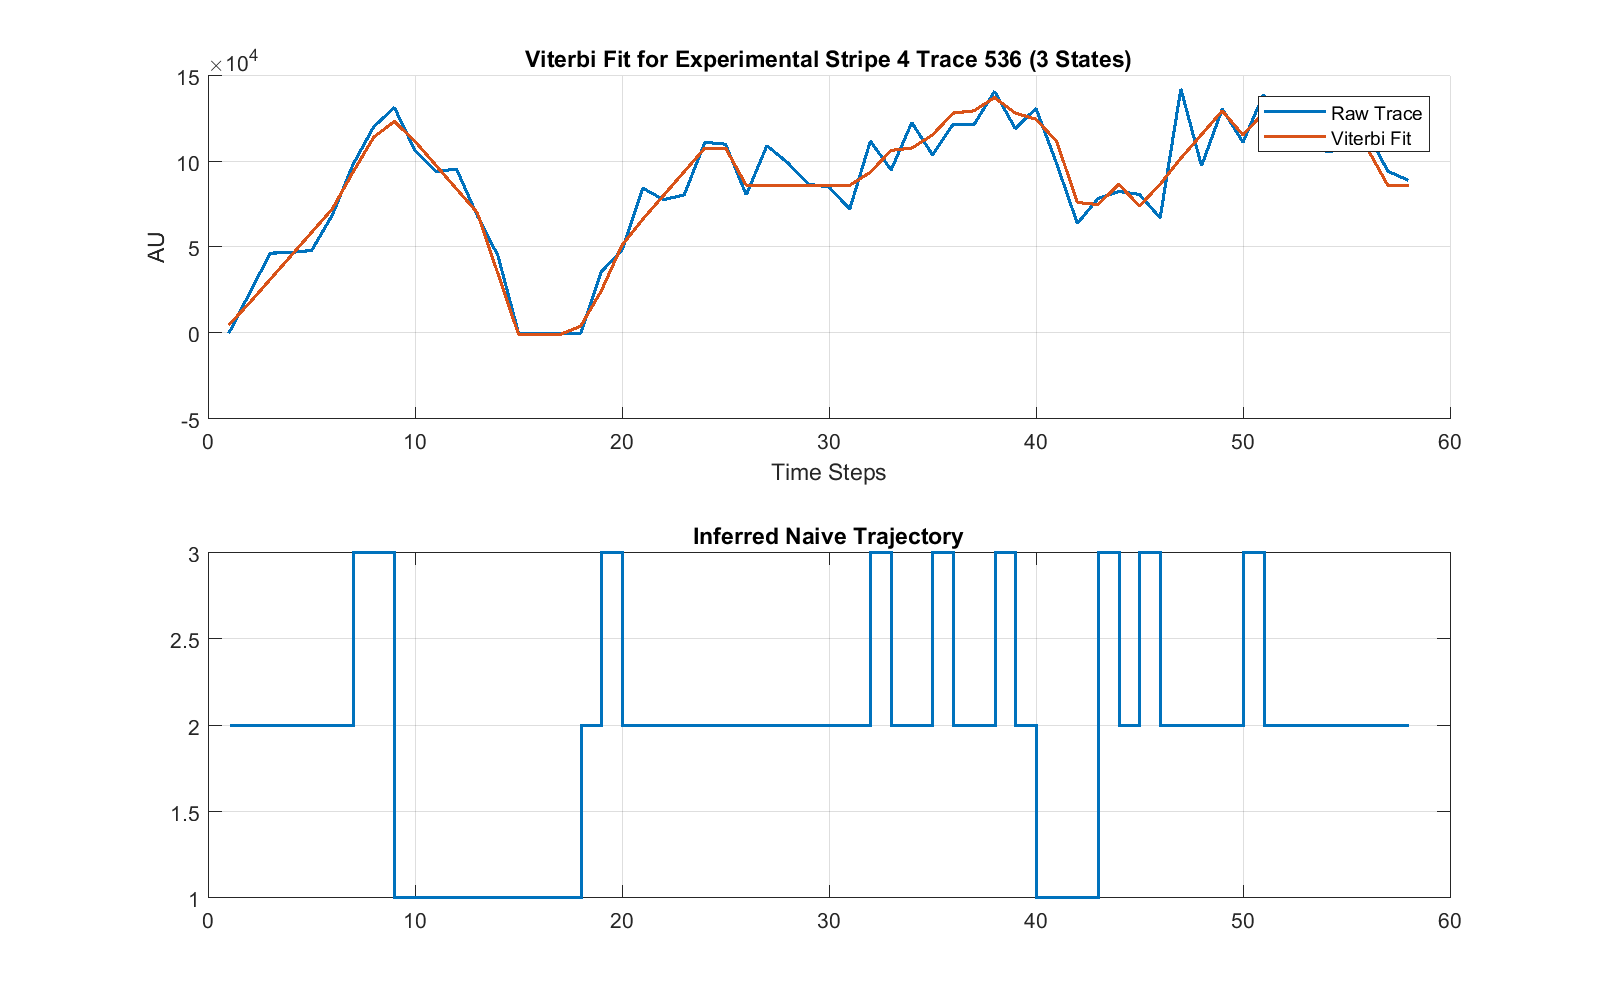 Viterbi Fit for Experimental Stripe 4 Trace 536 (3 States)
×10^4
15
10
5
0
-5
AU
Raw Trace
Viterbi Fit
0 10 20 30 40 50 60
Time Steps
Inferred Naive Trajectory
3
2.5
2
1.5
1
0 10 20 30 40 50 60